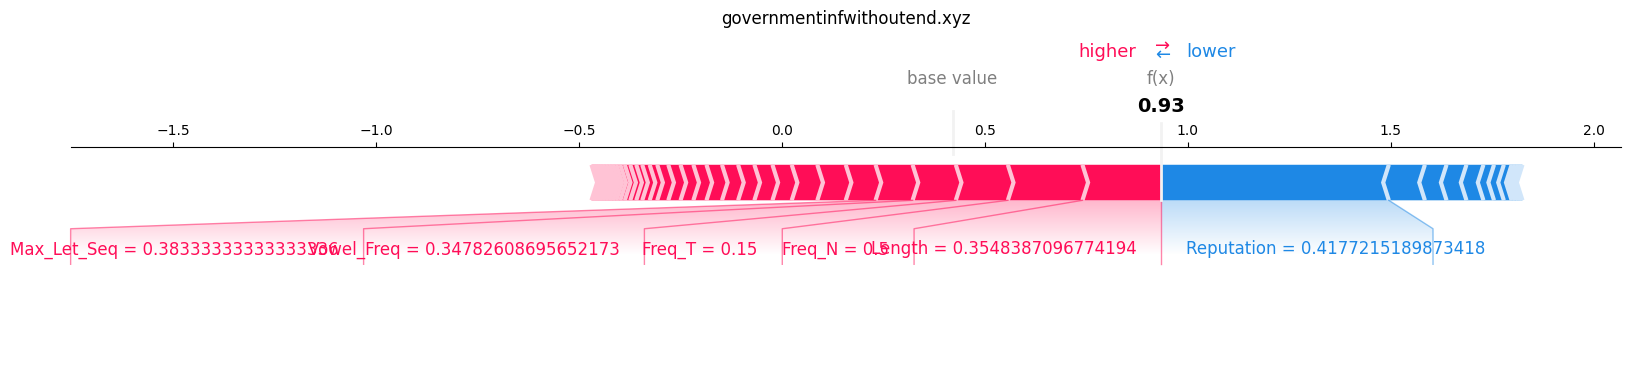 governmentinfwithoutend.xyz
higher ⇄ lower
base value f(x)
0.93
−1.5 −1.0 −0.5 0.0 0.5 1.0 1.5 2.0
Max_Let_Seq = 0.38333333333333336 Vowel_Freq = 0.34782608695652173 Freq_T = 0.15 Freq_N = 0.5 Length = 0.3548387096774194 Reputation = 0.4177215189873418